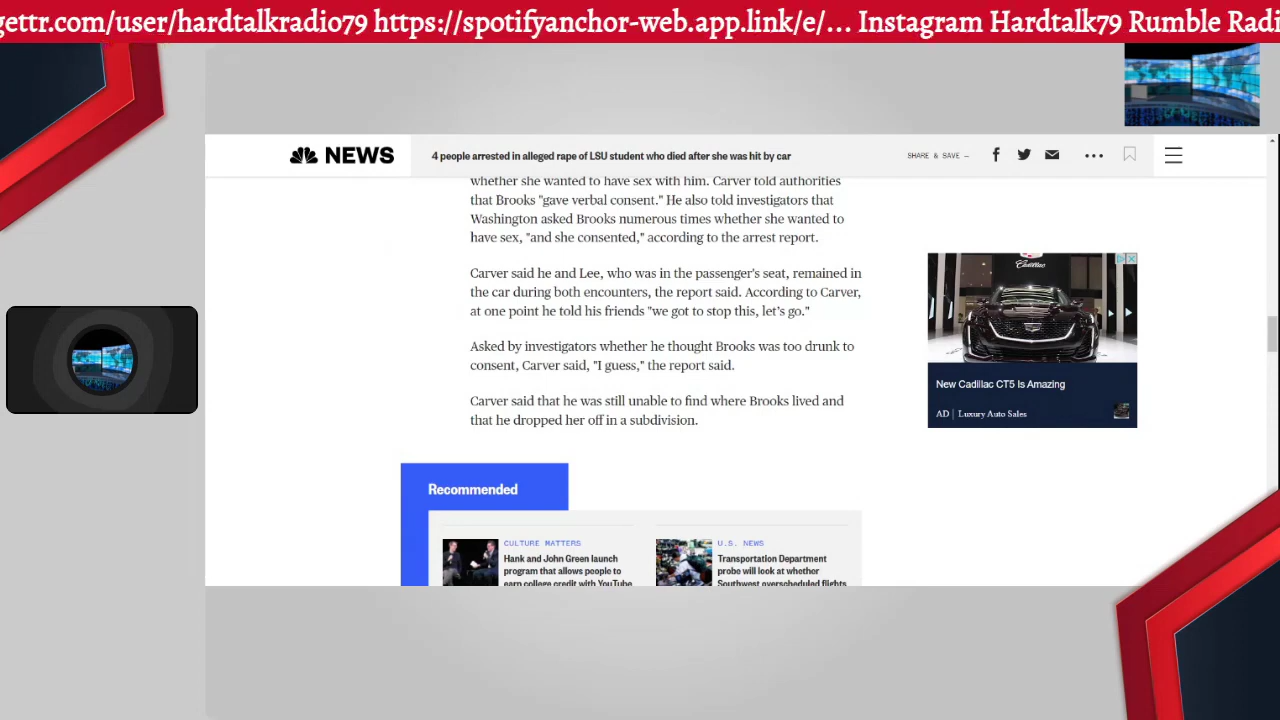 gettr.com/user/hardtalkradio79 https://spotifyanchor-web.app.link/e/... Instagram Hardtalk79 Rumble Radi
NEWS
4 people arrested in alleged rape of LSU student who died after she was hit by car
SHARE & SAVE —
whether she wanted to have sex with him. Carver told authorities
that Brooks "gave verbal consent." He also told investigators that
Washington asked Brooks numerous times whether she wanted to
have sex, "and she consented," according to the arrest report.
Carver said he and Lee, who was in the passenger's seat, remained in
the car during both encounters, the report said. According to Carver,
at one point he told his friends "we got to stop this, let's go."
Asked by investigators whether he thought Brooks was too drunk to
consent, Carver said, "I guess," the report said.
Carver said that he was still unable to find where Brooks lived and
that he dropped her off in a subdivision.
Cadillac
New Cadillac CT5 Is Amazing
AD | Luxury Auto Sales
Recommended
CULTURE MATTERS
Hank and John Green launch
program that allows people to
earn college credit with YouTube
U.S. NEWS
Transportation Department
probe will look at whether
Southwest overscheduled flights